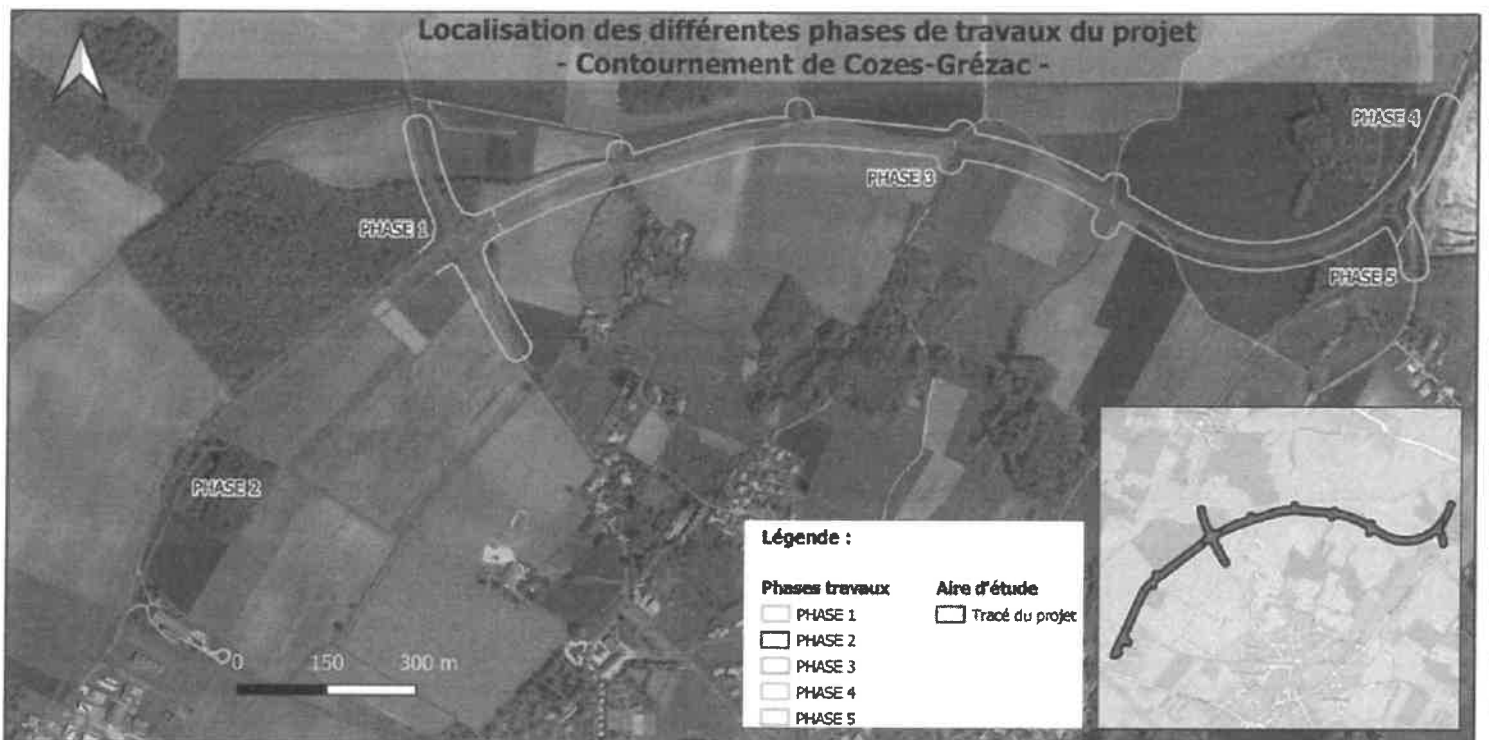 Localisation des différentes phases de travaux du projet
- Contournement de Cozes-Grézac -
PHASE 4
PHASE 3
PHASE 1
PHASE 5
PHASE 2
0 150 300 m
Légende :
Phases travaux
PHASE 1
PHASE 2
PHASE 3
PHASE 4
PHASE 5
Aire d'étude
Tracé du projet